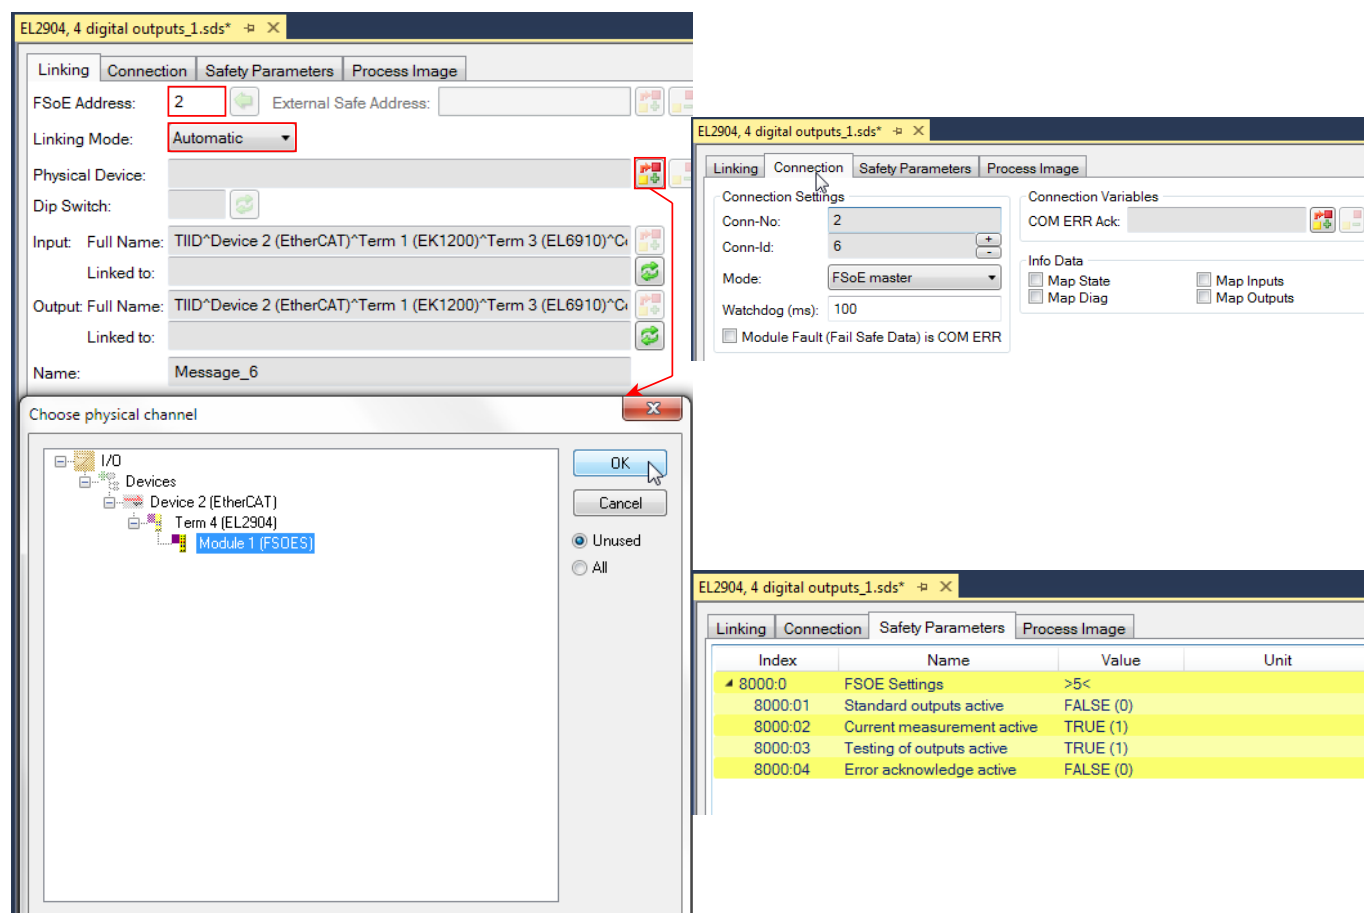 EL2904, 4 digital outputs_1.sds*
Linking Connection Safety Parameters Process Image
FSoE Address: 2 External Safe Address:
Linking Mode: Automatic
Physical Device:
Dip Switch:
Input: Full Name: TIID^Device 2 (EtherCAT)^Term 1 (EK1200)^Term 3 (EL6910)^C
Linked to:
Output: Full Name: TIID^Device 2 (EtherCAT)^Term 1 (EK1200)^Term 3 (EL6910)^C
Linked to:
Name: Message_6
Choose physical channel
I/O
Devices
Device 2 (EtherCAT)
Term 4 (EL2904)
Module 1 (FSOES)
OK
Cancel
Unused
All
EL2904, 4 digital outputs_1.sds*
Linking Connection Safety Parameters Process Image
Connection Settings
Conn-No: 2
Conn-Id: 6 + -
Mode: FSoE master
Watchdog (ms): 100
Module Fault (Fail Safe Data) is COM ERR
Connection Variables
COM ERR Ack:
Info Data
Map State Map Inputs
Map Diag Map Outputs
EL2904, 4 digital outputs_1.sds*
Linking Connection Safety Parameters Process Image
Index Name Value Unit
8000:0 FSOE Settings >5<
8000:01 Standard outputs active FALSE (0)
8000:02 Current measurement active TRUE (1)
8000:03 Testing of outputs active TRUE (1)
8000:04 Error acknowledge active FALSE (0)